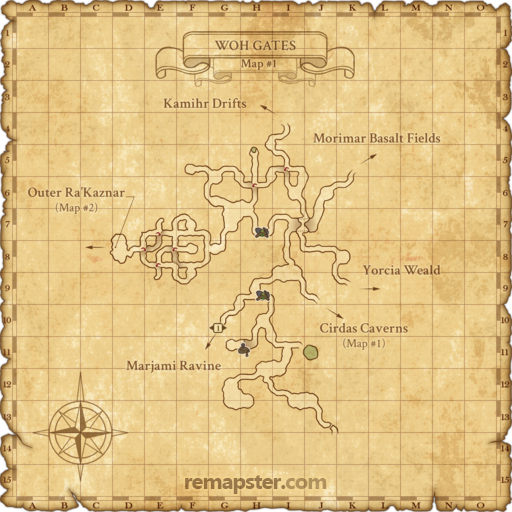 A B C D E F G H I J K L M N O
WOH GATES
Map #1
Kamihr Drifts
Morimar Basalt Fields
Outer Ra'Kaznar
(Map #2)
Yorcia Weald
Cirdas Caverns
(Map #1)
1
Marjami Ravine
remapster.com
1
2
3
4
5
6
7
8
9
10
11
12
13
14
15